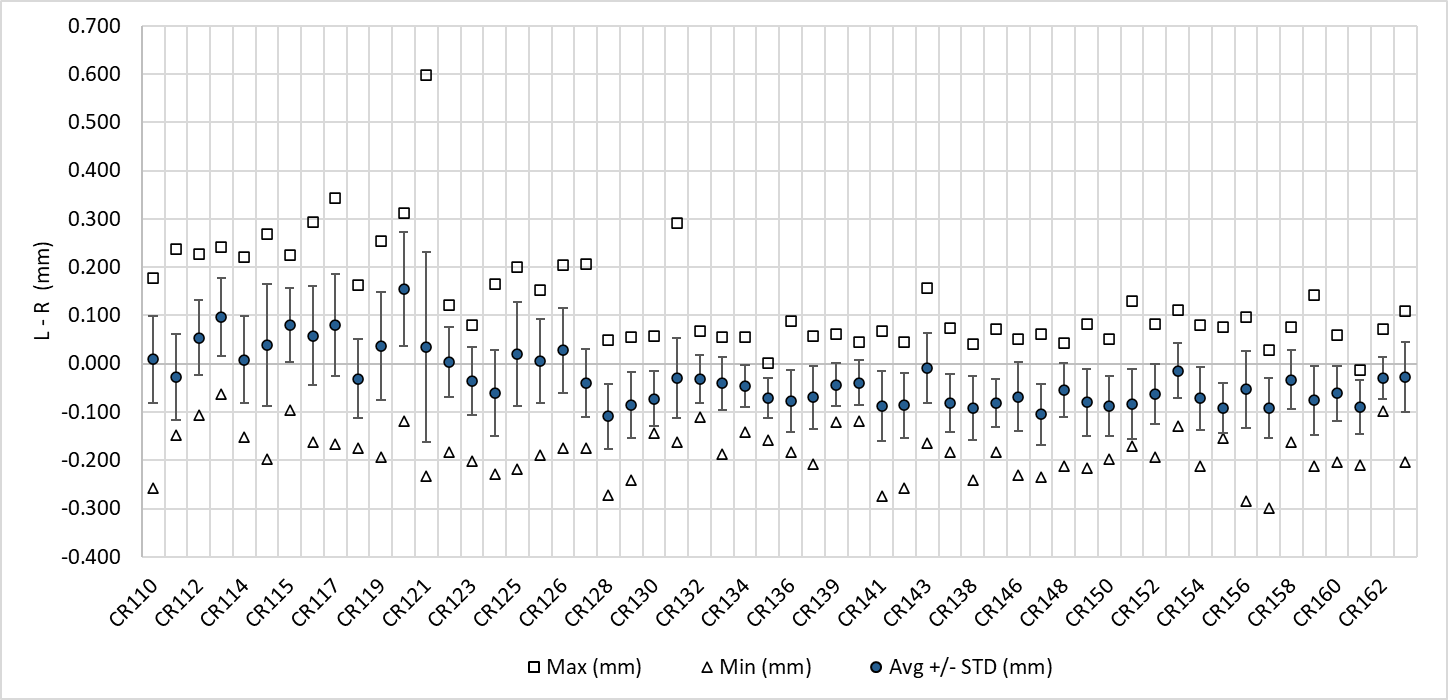 0.700
0.600
0.500
0.400
0.300
0.200
0.100
0.000
-0.100
-0.200
-0.300
-0.400
L - R (mm)
CR110
CR112
CR114
CR115
CR117
CR119
CR121
CR123
CR125
CR126
CR128
CR130
CR132
CR134
CR136
CR139
CR141
CR143
CR138
CR146
CR148
CR150
CR152
CR154
CR156
CR158
CR160
CR162
Max (mm) Min (mm) Avg +/- STD (mm)